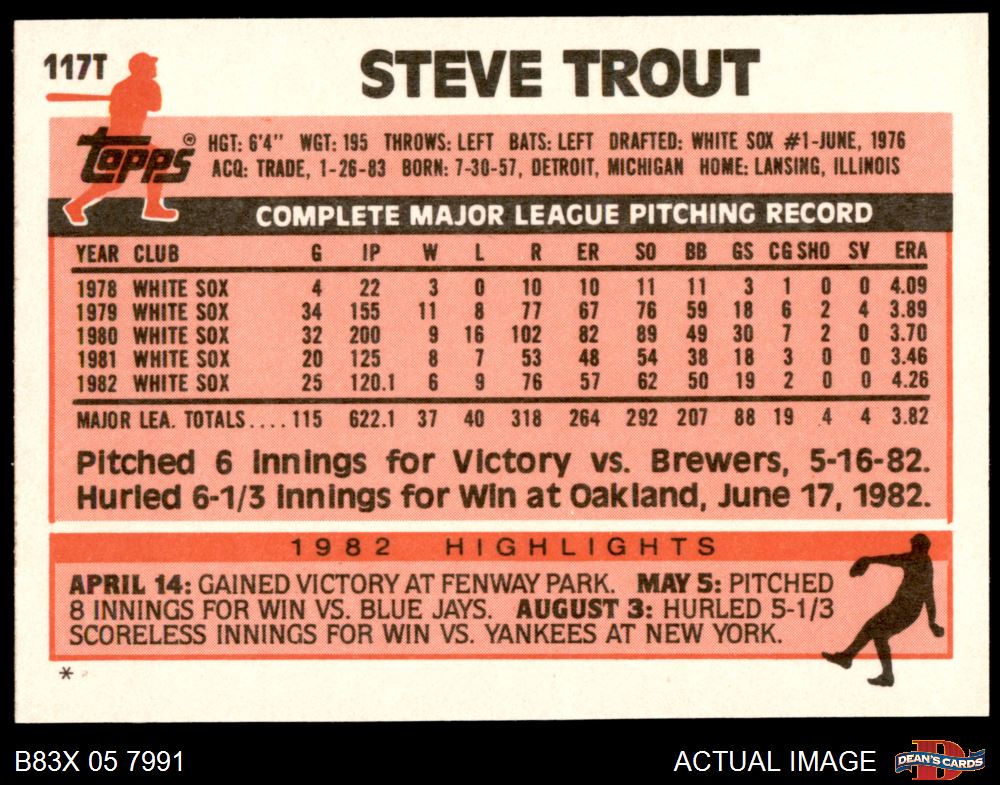 117T
STEVE TROUT
topps®
HGT: 6'4" WGT: 195 THROWS: LEFT BATS: LEFT DRAFTED: WHITE SOX #1-JUNE, 1976
ACQ: TRADE, 1-26-83 BORN: 7-30-57, DETROIT, MICHIGAN HOME: LANSING, ILLINOIS
COMPLETE MAJOR LEAGUE PITCHING RECORD
YEAR CLUB G IP W L R ER SO BB GS CG SHO SV ERA
1978 WHITE SOX 4 22 3 0 10 10 11 11 3 1 0 0 4.09
1979 WHITE SOX 34 155 11 8 77 67 76 59 18 6 2 4 3.89
1980 WHITE SOX 32 200 9 16 102 82 89 49 30 7 2 0 3.70
1981 WHITE SOX 20 125 8 7 53 48 54 38 18 3 0 0 3.46
1982 WHITE SOX 25 120.1 6 9 76 57 62 50 19 2 0 0 4.26
MAJOR LEA. TOTALS....115 622.1 37 40 318 264 292 207 88 19 4 4 3.82
Pitched 6 innings for Victory vs. Brewers, 5-16-82.
Hurled 6-1/3 innings for Win at Oakland, June 17, 1982.
1982 HIGHLIGHTS
APRIL 14: GAINED VICTORY AT FENWAY PARK. MAY 5: PITCHED
8 INNINGS FOR WIN VS. BLUE JAYS. AUGUST 3: HURLED 5-1/3
SCORELESS INNINGS FOR WIN VS. YANKEES AT NEW YORK.
*
B83X 05 7991
ACTUAL IMAGE
D
DEAN'S CARDS